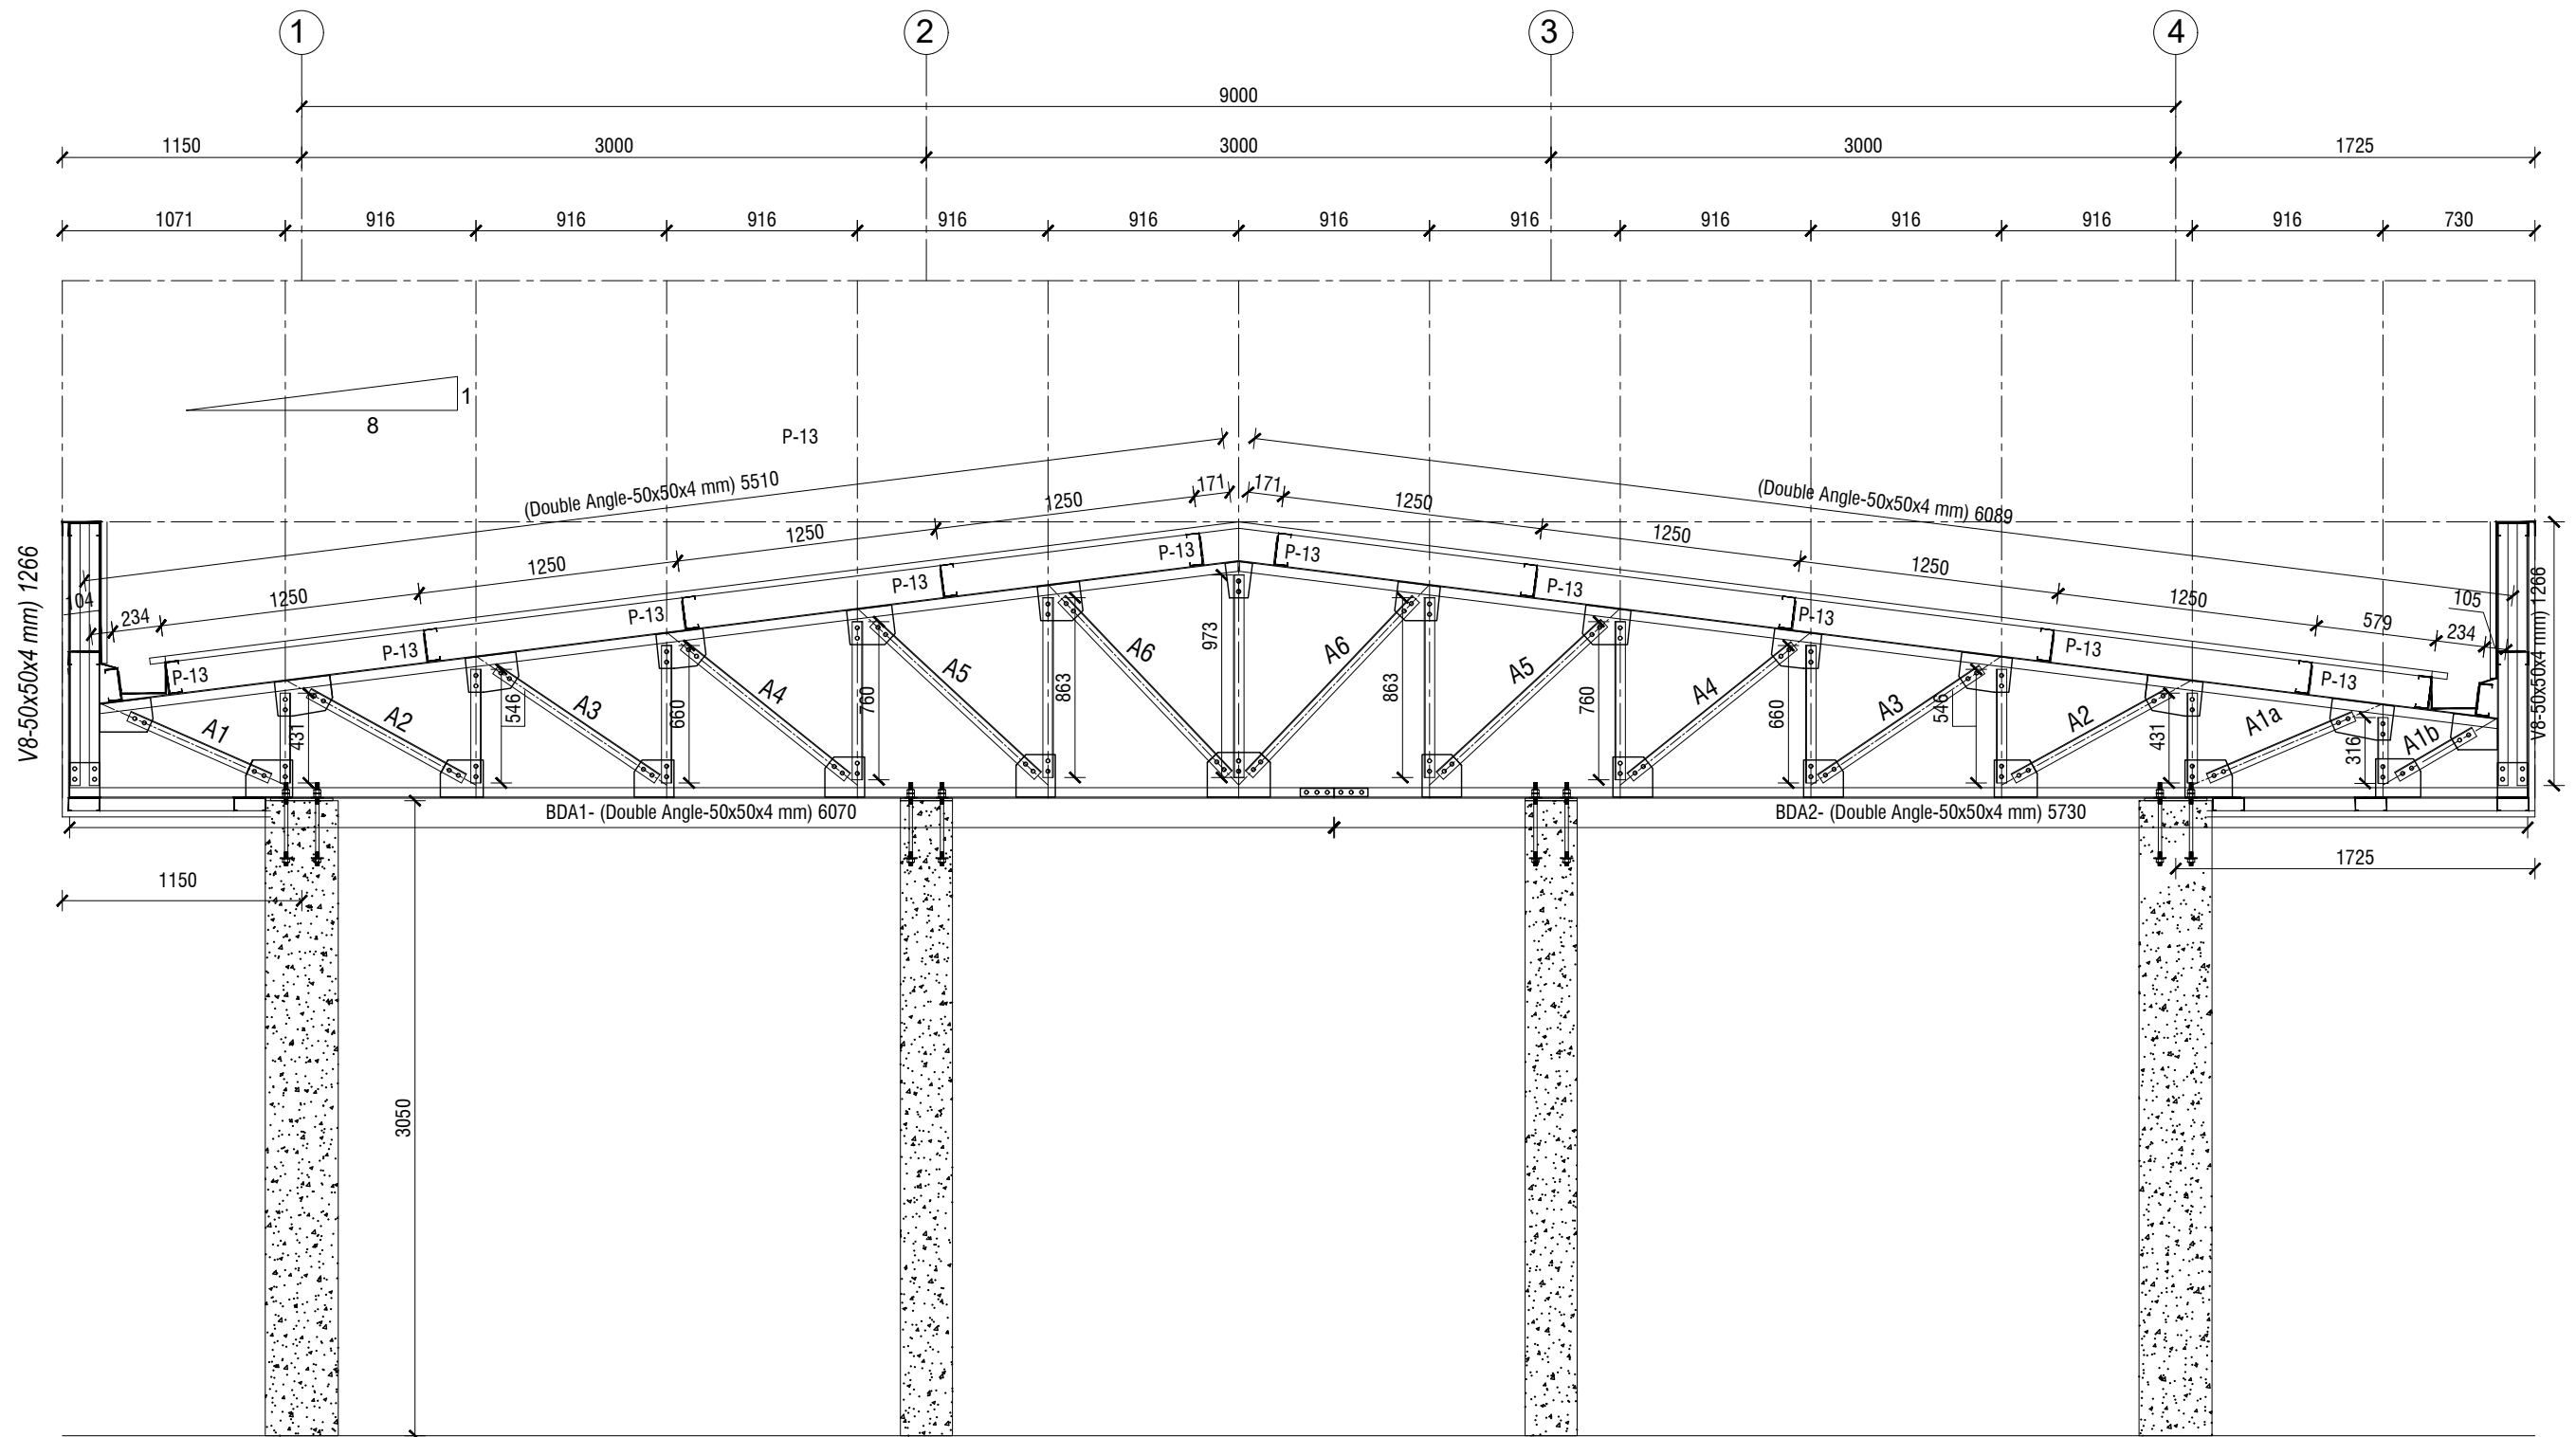 1 2 3 4
9000
1150 3000 3000 3000 1725
1071 916 916 916 916 916 916 916 916 916 916 916 730
1
8
P-13
(Double Angle-50x50x4 mm) 5510
(Double Angle-50x50x4 mm) 6089
171 171
1250 1250
1250 1250
1250 1250
1250 1250
579
104 234
105 234
V8-50x50x4 mm) 1266
V8-50x50x4 mm) 1266
P-13 P-13
P-13 P-13
P-13 P-13
P-13 P-13
P-13 P-13
A1 A2 A3 A4 A5 A6 A6 A5 A4 A3 A2 A1a A1b
431 546 660 760 863 973 863 760 660 546 431 316
BDA1- (Double Angle-50x50x4 mm) 6070
BDA2- (Double Angle-50x50x4 mm) 5730
1150
1725
3050